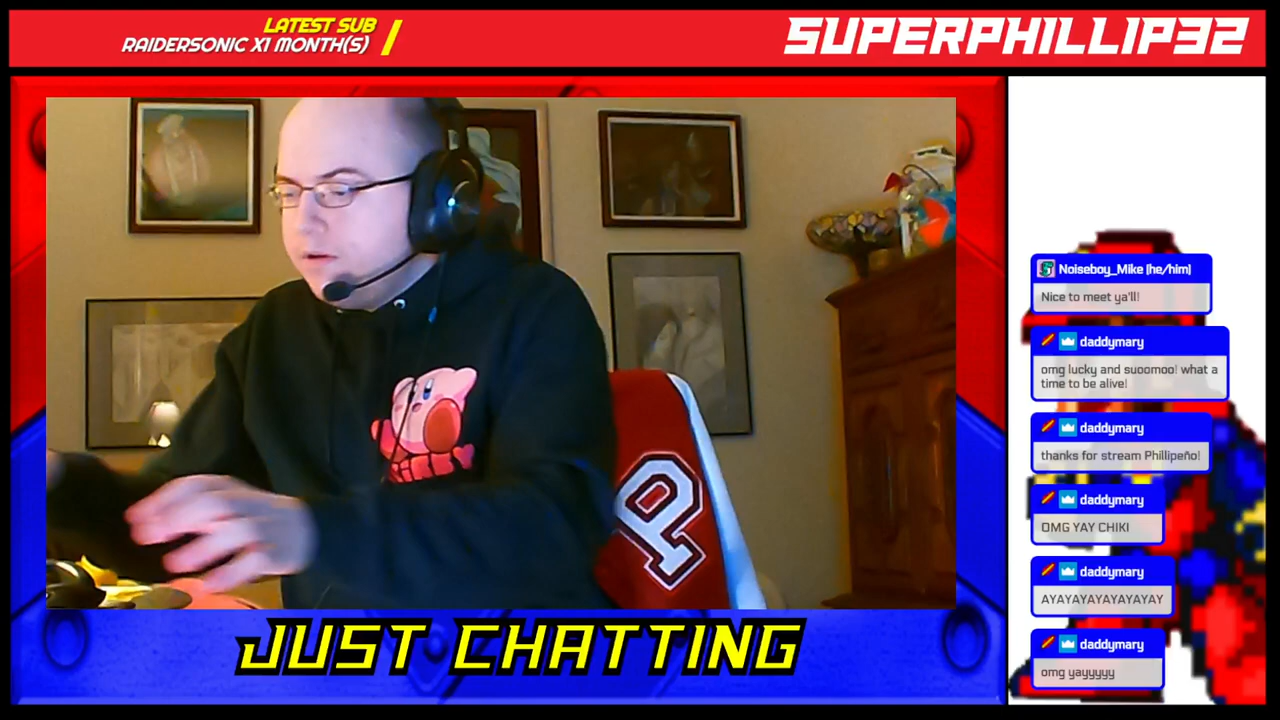 LATEST SUB
RAIDERSONIC X1 MONTH(S)
SUPERPHILLIP32
Noiseboy_Mike (he/him)
Nice to meet ya'll!
daddymary
omg lucky and suoomoo! what a
time to be alive!
daddymary
thanks for stream Phillipeño!
daddymary
OMG YAY CHIKI
daddymary
AYAYAYAYAYAYAYAY
daddymary
omg yayyyyy
P
JUST CHATTING